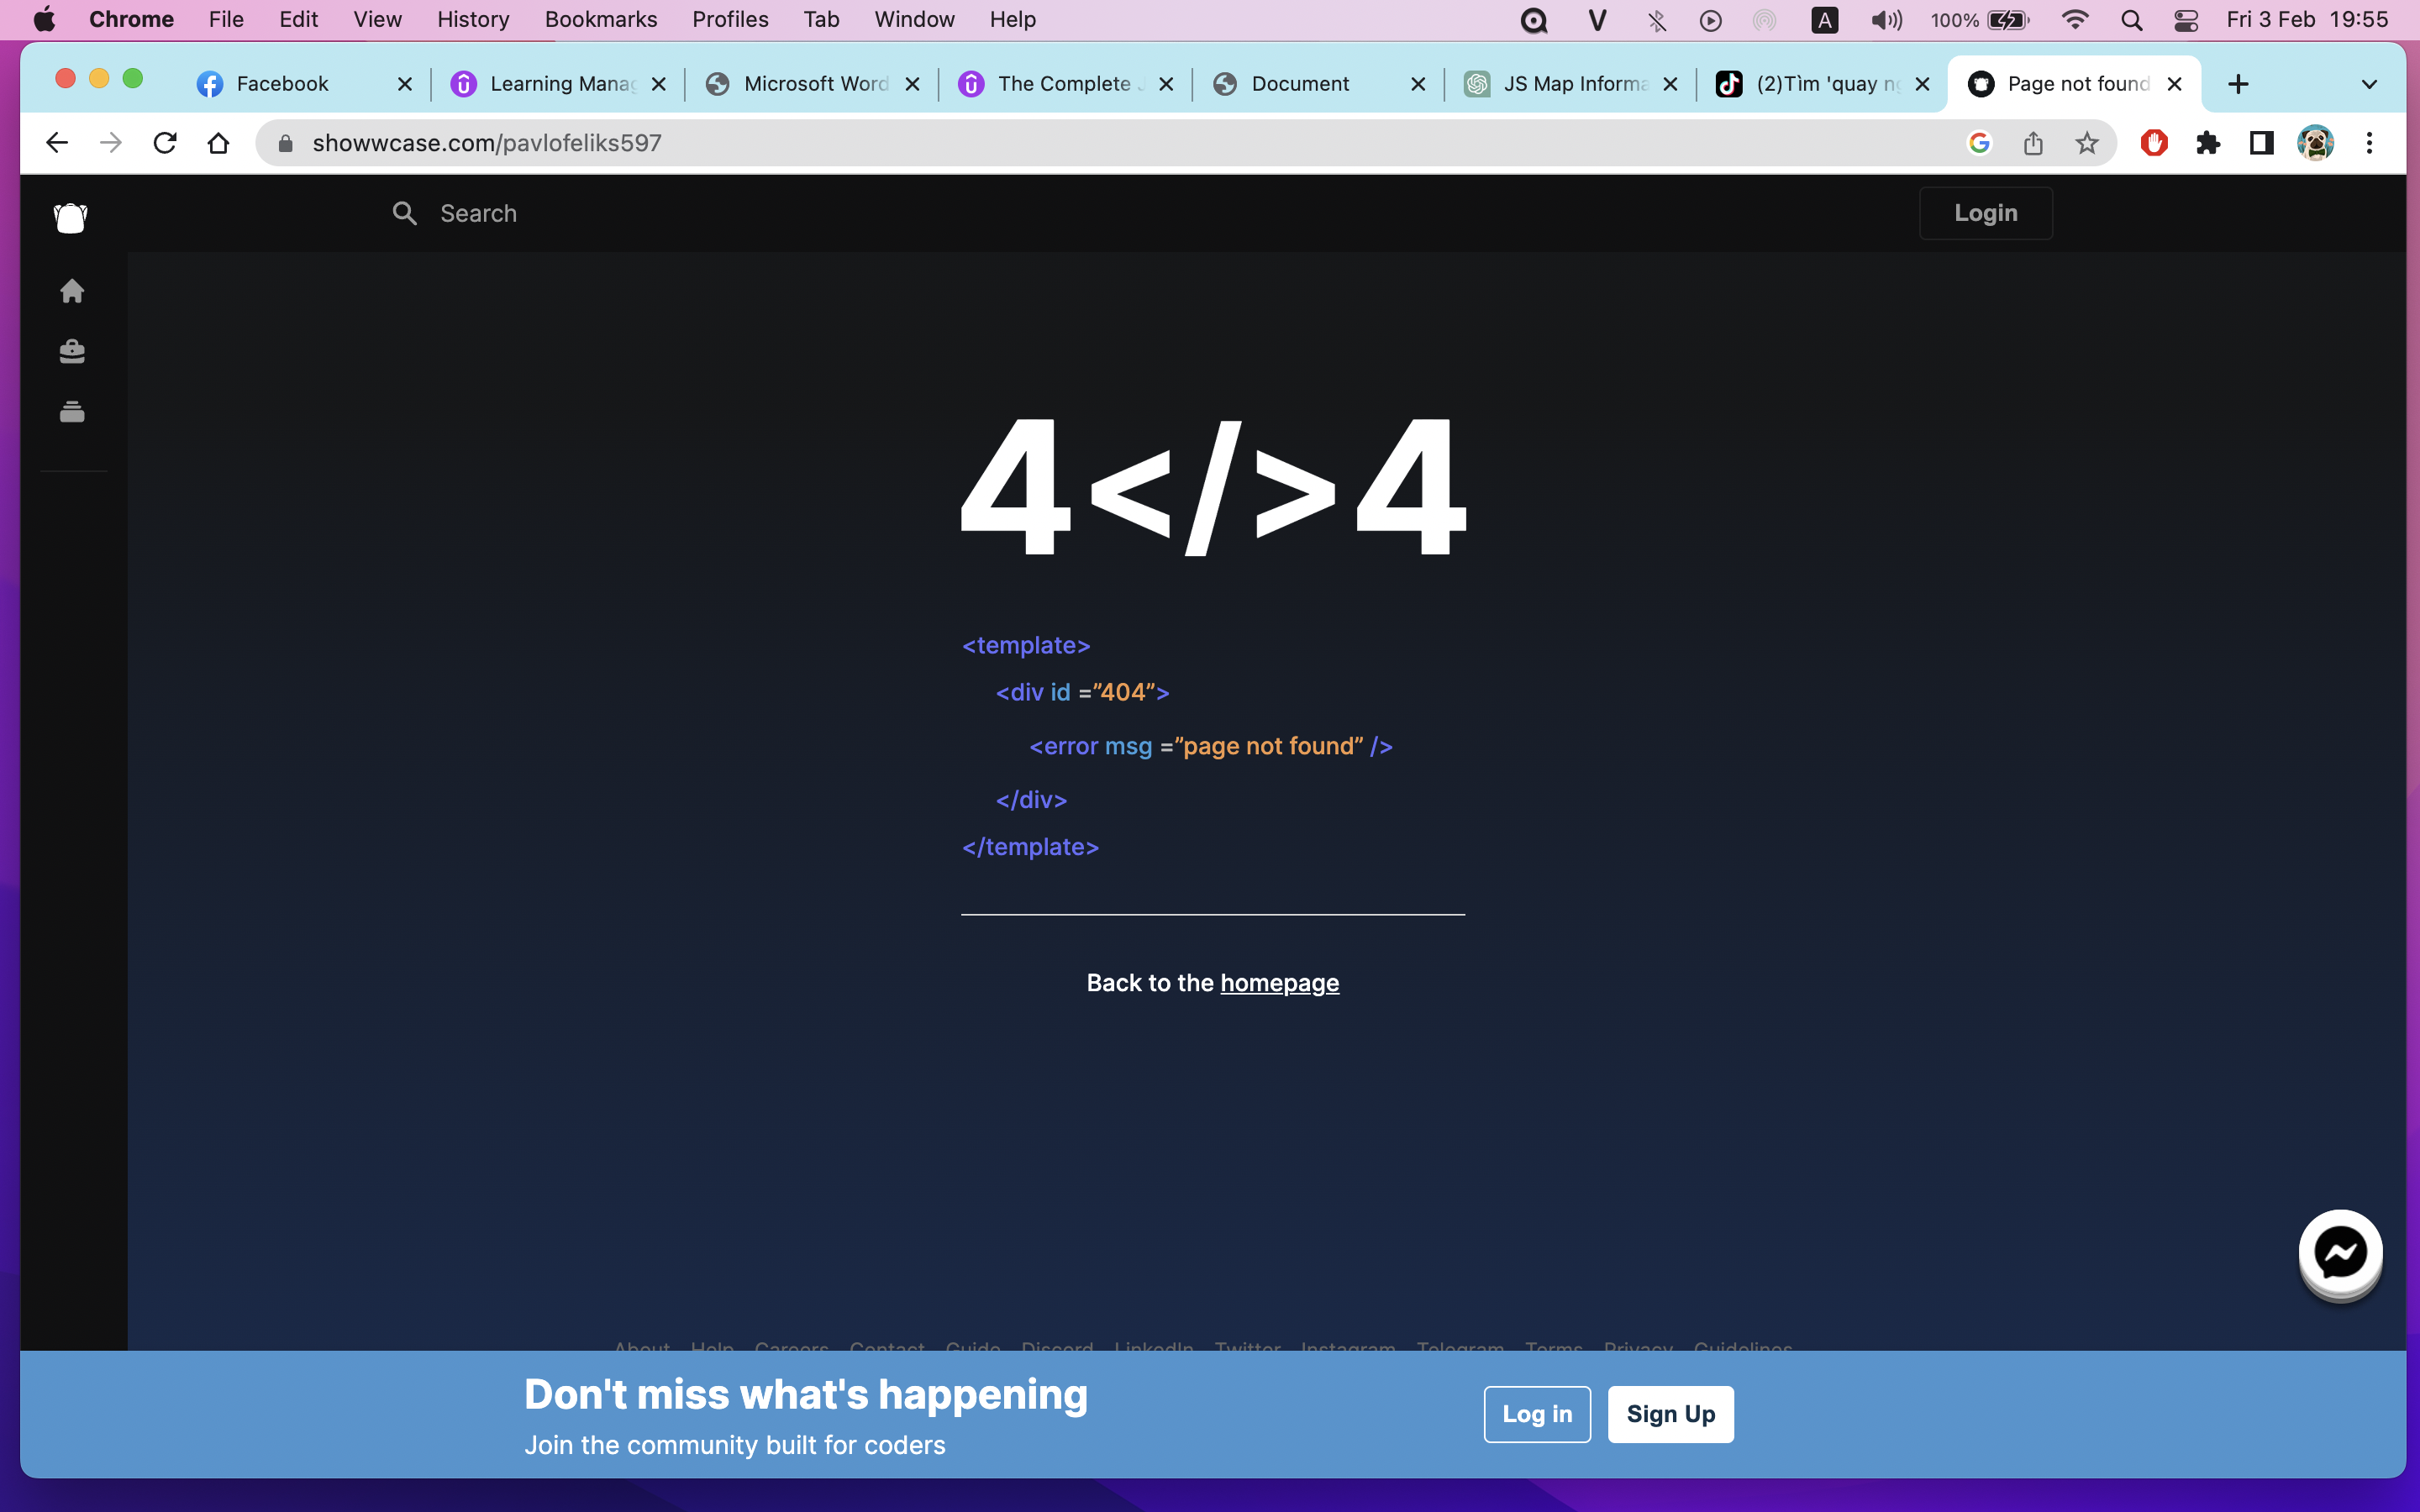 Chrome File Edit View History Bookmarks Profiles Tab Window Help V A 100% Fri 3 Feb 19:55
Facebook Learning Manag Microsoft Word The Complete J Document JS Map Informa (2)Tìm 'quay ng Page not found
showwcase.com/pavlofeliks597
Search Login
4</>4
<template>
<div id =”404”>
<error msg =”page not found” />
</div>
</template>
Back to the homepage
About Help Careers Contact Guide Discord LinkedIn Twitter Instagram Telegram Terms Privacy Guidelines
Don't miss what's happening
Join the community built for coders
Log in Sign Up